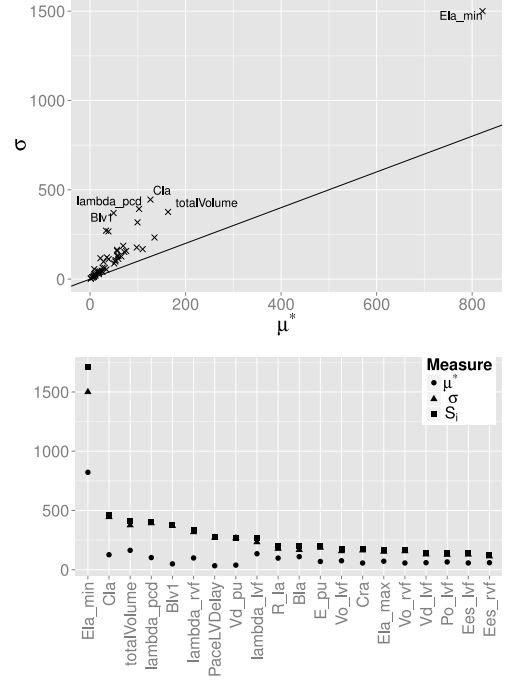 1500
1000
500
0
σ
Ela_min
Cla
lambda_pcd
totalVolume
Blv1
0
200
400
600
800
μ*
Measure
μ*
σ
S_i
1500
1000
500
0
Ela_min
Cla
totalVolume
lambda_pcd
Blv1
lambda_rvf
PaceLVDelay
Vd_pu
lambda_lvf
R_la
Bla
E_pu
Vo_lvf
Cra
Ela_max
Vo_rvf
Vd_lvf
Po_lvf
Ees_lvf
Ees_rvf